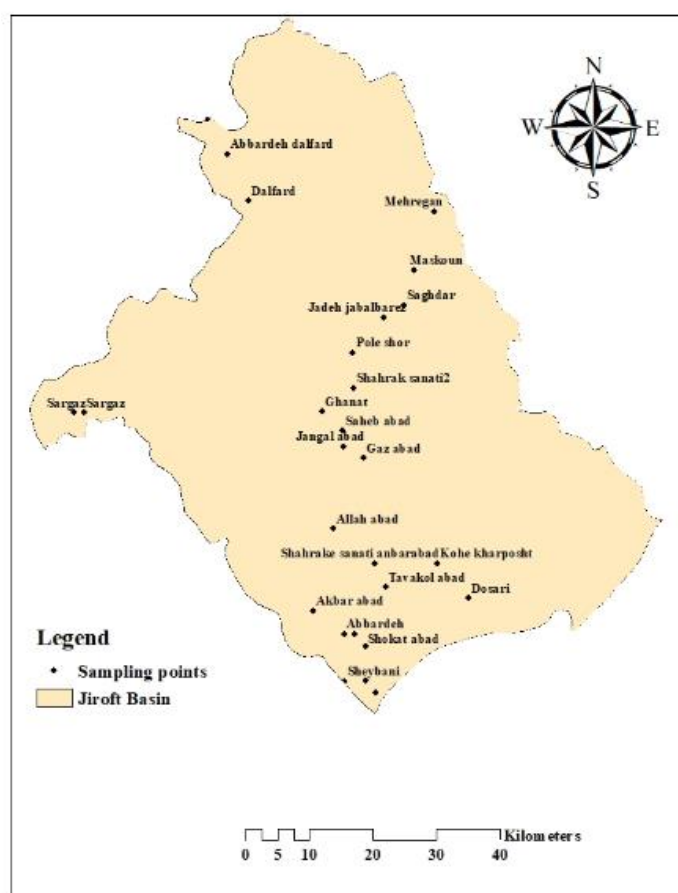 N
W E
S
Abbardeh dalfard
Dalfard
Mehregan
Maskoun
Saghdar
Jadeh jabalbare2
Pole shor
Shahrak sanati2
Ghanat
Sargaz Sargaz
Saheb abad
Jangal abad
Gaz abad
Allah abad
Shahrake sanati anbarabad Kohe kharposht
Tavakol abad
Dosari
Akbar abad
Abbardeh
Shokat abad
Sheybani
Legend
Sampling points
Jiroft Basin
Kilometers
0 5 10 20 30 40